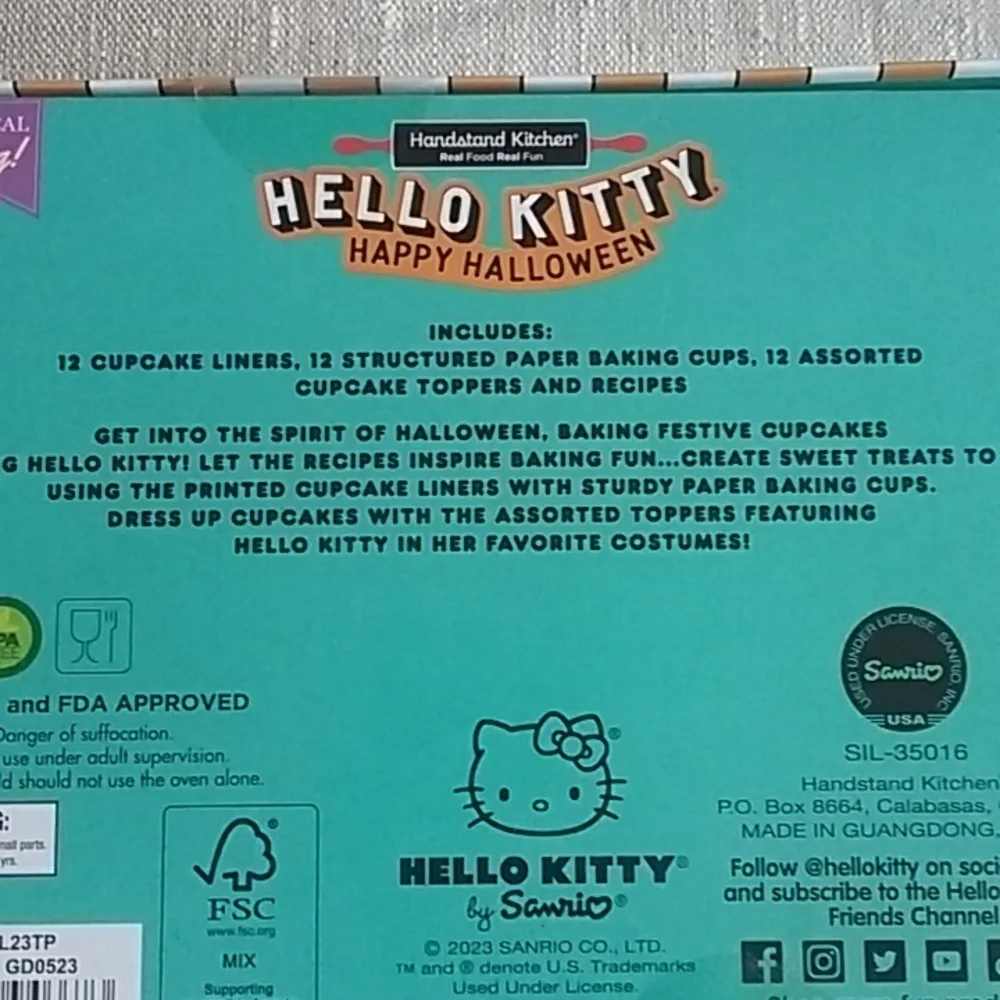 EAL
Handstand Kitchen®
Real Food Real Fun
HELLO KITTY
HAPPY HALLOWEEN
INCLUDES:
12 CUPCAKE LINERS, 12 STRUCTURED PAPER BAKING CUPS, 12 ASSORTED
CUPCAKE TOPPERS AND RECIPES
GET INTO THE SPIRIT OF HALLOWEEN, BAKING FESTIVE CUPCAKES
G HELLO KITTY! LET THE RECIPES INSPIRE BAKING FUN...CREATE SWEET TREATS TO
USING THE PRINTED CUPCAKE LINERS WITH STURDY PAPER BAKING CUPS.
DRESS UP CUPCAKES WITH THE ASSORTED TOPPERS FEATURING
HELLO KITTY IN HER FAVORITE COSTUMES!
PA
and FDA APPROVED
Danger of suffocation.
use under adult supervision.
ld should not use the oven alone.
G:
mall parts.
yrs.
L23TP
GD0523
®
FSC
www.fsc.org
MIX
Supporting
®
HELLO KITTY®
by Sanrio®
© 2023 SANRIO CO., LTD.
TM and ® denote U.S. Trademarks
Used Under License.
USED UNDER LICENSE, SANRIO, INC.
Sanrio
USA
SIL-35016
Handstand Kitchen
P.O. Box 8664, Calabasas,
MADE IN GUANGDONG,
Follow @hellokitty on soci
and subscribe to the Hello
Friends Channel